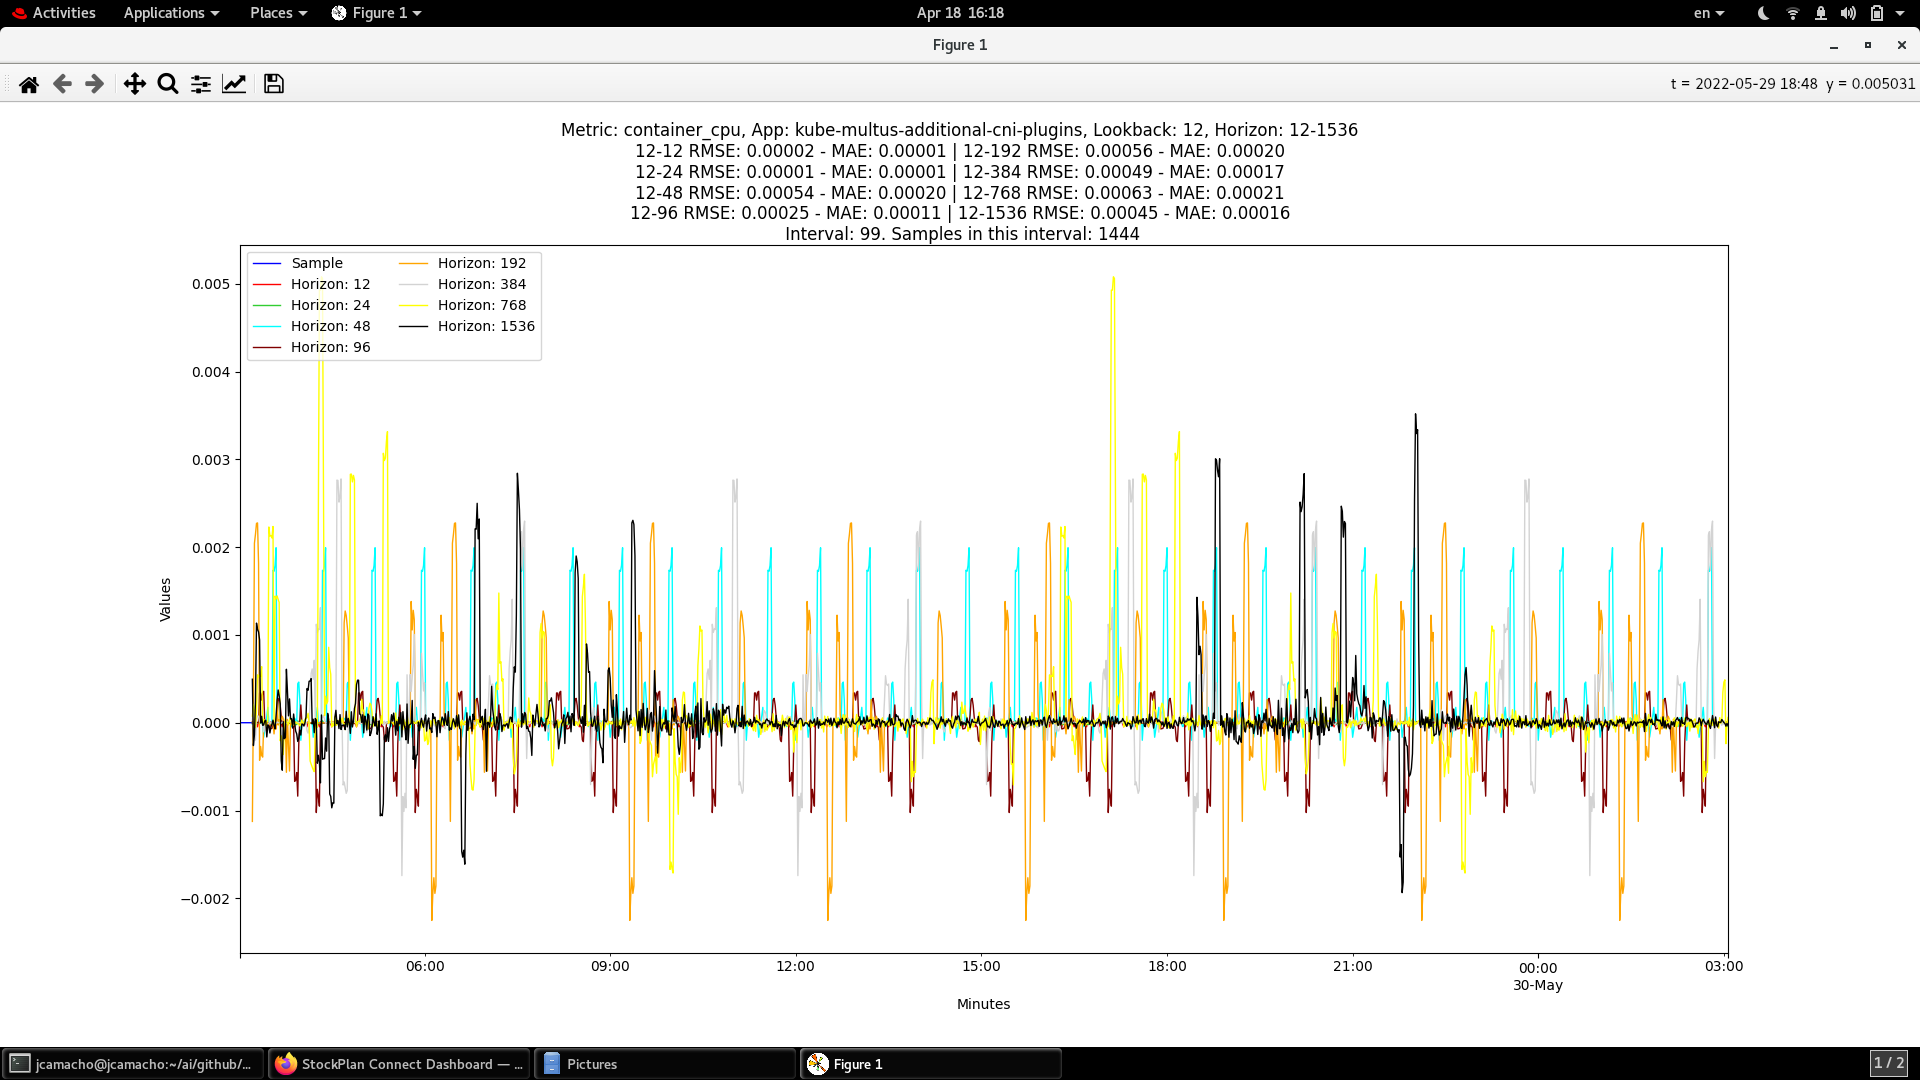 Activities Applications Places Figure 1 Apr 18 16:18 en
Figure 1
t = 2022-05-29 18:48 y = 0.005031
Metric: container_cpu, App: kube-multus-additional-cni-plugins, Lookback: 12, Horizon: 12-1536
12-12 RMSE: 0.00002 - MAE: 0.00001 | 12-192 RMSE: 0.00056 - MAE: 0.00020
12-24 RMSE: 0.00001 - MAE: 0.00001 | 12-384 RMSE: 0.00049 - MAE: 0.00017
12-48 RMSE: 0.00054 - MAE: 0.00020 | 12-768 RMSE: 0.00063 - MAE: 0.00021
12-96 RMSE: 0.00025 - MAE: 0.00011 | 12-1536 RMSE: 0.00045 - MAE: 0.00016
Interval: 99. Samples in this interval: 1444
Sample Horizon: 192
Horizon: 12 Horizon: 384
Horizon: 24 Horizon: 768
Horizon: 48 Horizon: 1536
Horizon: 96
0.005
0.004
0.003
0.002
0.001
0.000
−0.001
−0.002
Values
06:00 09:00 12:00 15:00 18:00 21:00 00:00 03:00
30-May
Minutes
jcamacho@jcamacho:~/ai/github/... StockPlan Connect Dashboard — ... Pictures Figure 1 1 / 2